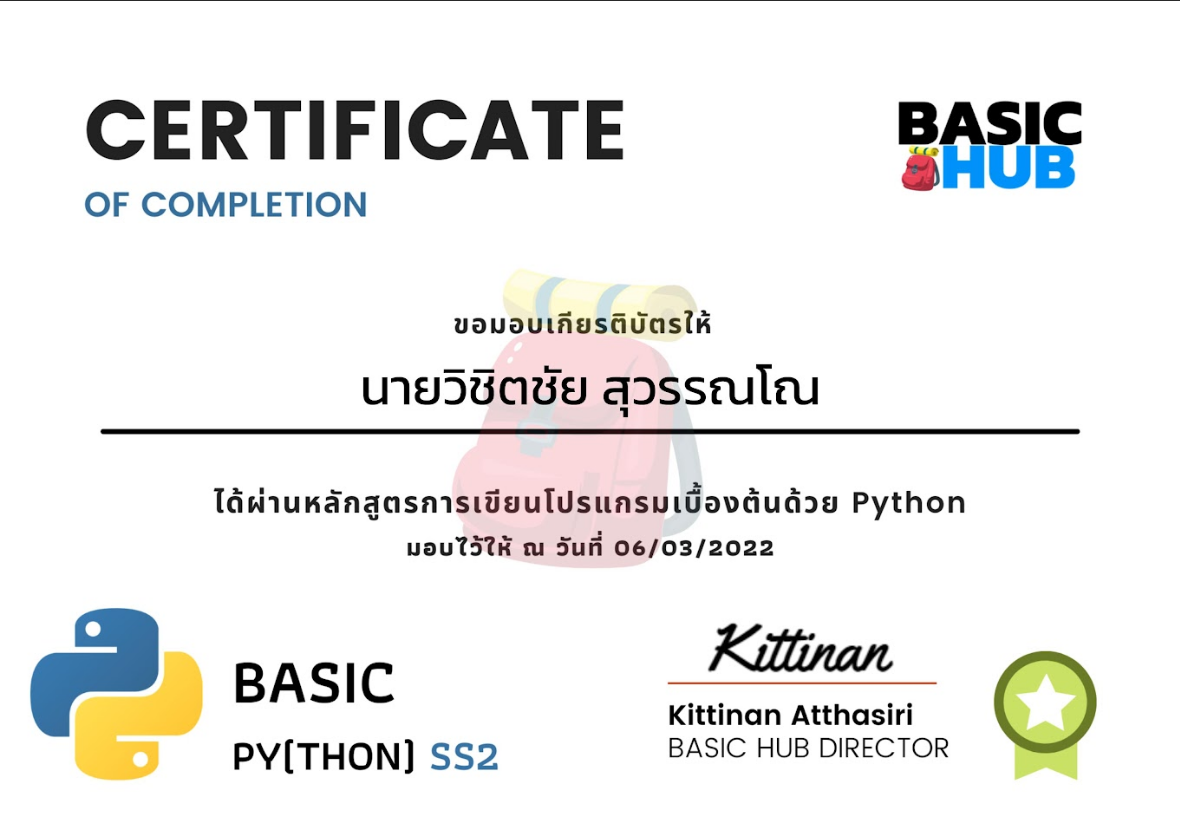 CERTIFICATE
OF COMPLETION
BASIC
HUB
ขอมอบเกียรติบัตรให้
นายวิชิตชัย สุวรรณโณ
ได้ผ่านหลักสูตรการเขียนโปรแกรมเบื้องต้นด้วย Python
มอบไว้ให้ ณ วันที่ 06/03/2022
BASIC
PY(THON) SS2
Kittinan
Kittinan Atthasiri
BASIC HUB DIRECTOR